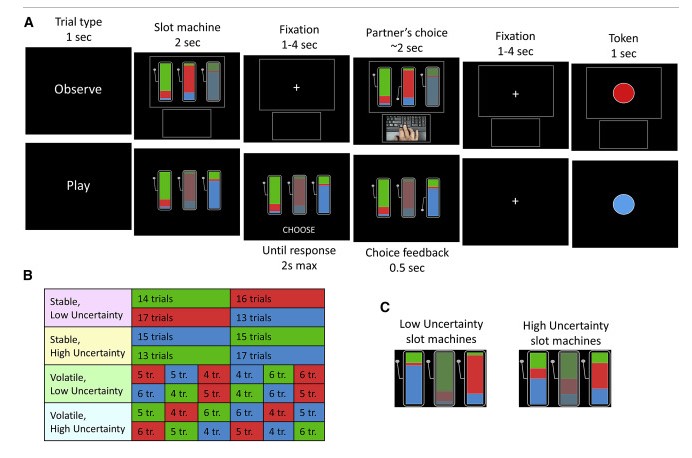 A
Trial type
1 sec
Slot machine
2 sec
Fixation
1-4 sec
Partner's choice
~2 sec
Fixation
1-4 sec
Token
1 sec
Observe
+
+
Play
CHOOSE
+
Until response
2s max
Choice feedback
0.5 sec
B
Stable,
Low Uncertainty
14 trials
16 trials
17 trials
13 trials
Stable,
High Uncertainty
15 trials
15 trials
13 trials
17 trials
Volatile,
Low Uncertainty
5 tr.
5 tr.
4 tr.
4 tr.
6 tr.
6 tr.
6 tr.
4 tr.
5 tr.
4 tr.
6 tr.
5 tr.
Volatile,
High Uncertainty
5 tr.
4 tr.
6 tr.
6 tr.
4 tr.
5 tr.
6 tr.
5 tr.
4 tr.
5 tr.
4 tr.
6 tr.
C
Low Uncertainty
slot machines
High Uncertainty
slot machines